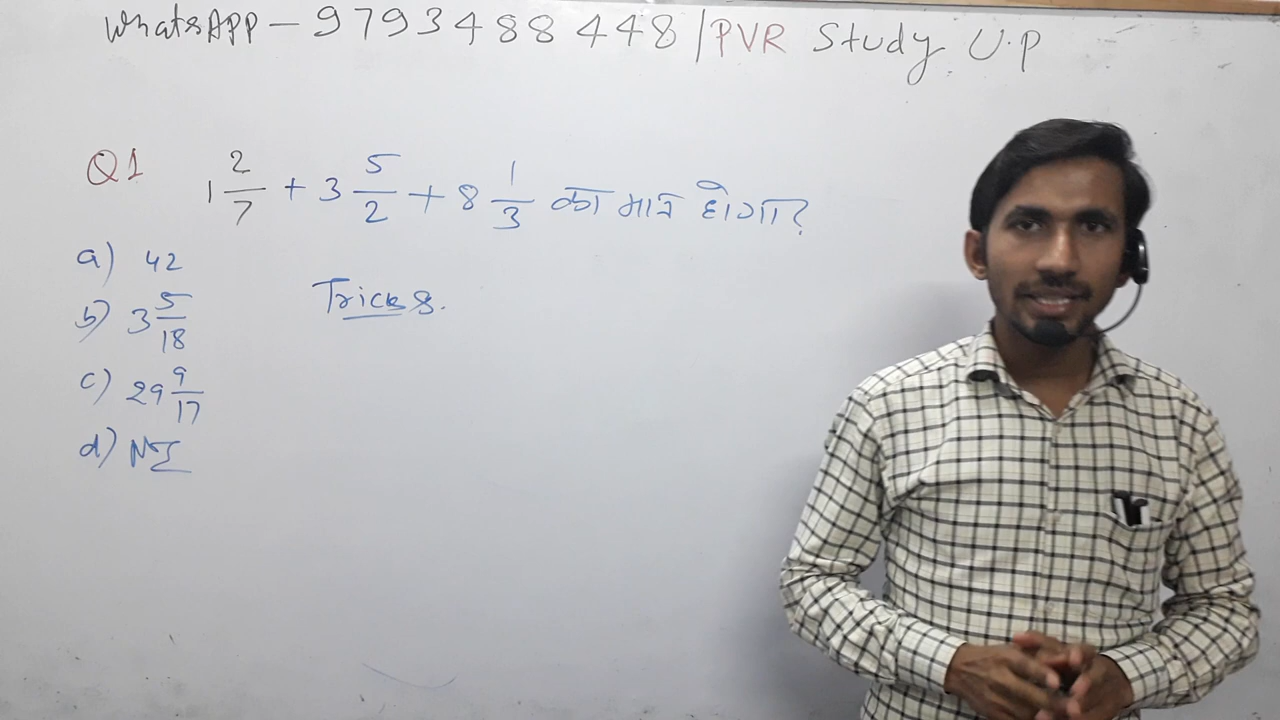 WhatsAPP – 9793488448 / PVR Study U.P
Q1 1 2/7 + 3 5/2 + 8 1/3 का मान होगा?
a) 42
Tricks.
b) 3 5/18
c) 29 9/17
d)